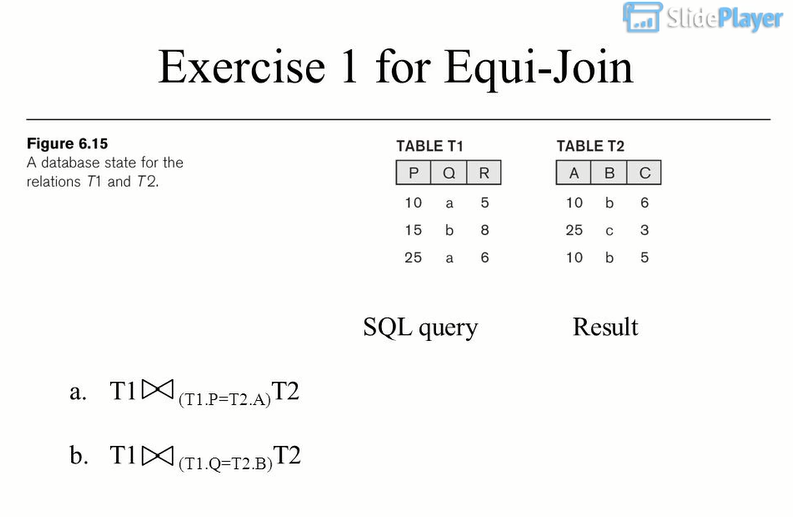 SlidePlayer
Exercise 1 for Equi-Join
Figure 6.15
A database state for the
relations T1 and T2.
TABLE T1
P Q R
10 a 5
15 b 8
25 a 6
TABLE T2
A B C
10 b 6
25 c 3
10 b 5
SQL query Result
a. T1⋈(T1.P=T2.A)T2
b. T1⋈(T1.Q=T2.B)T2